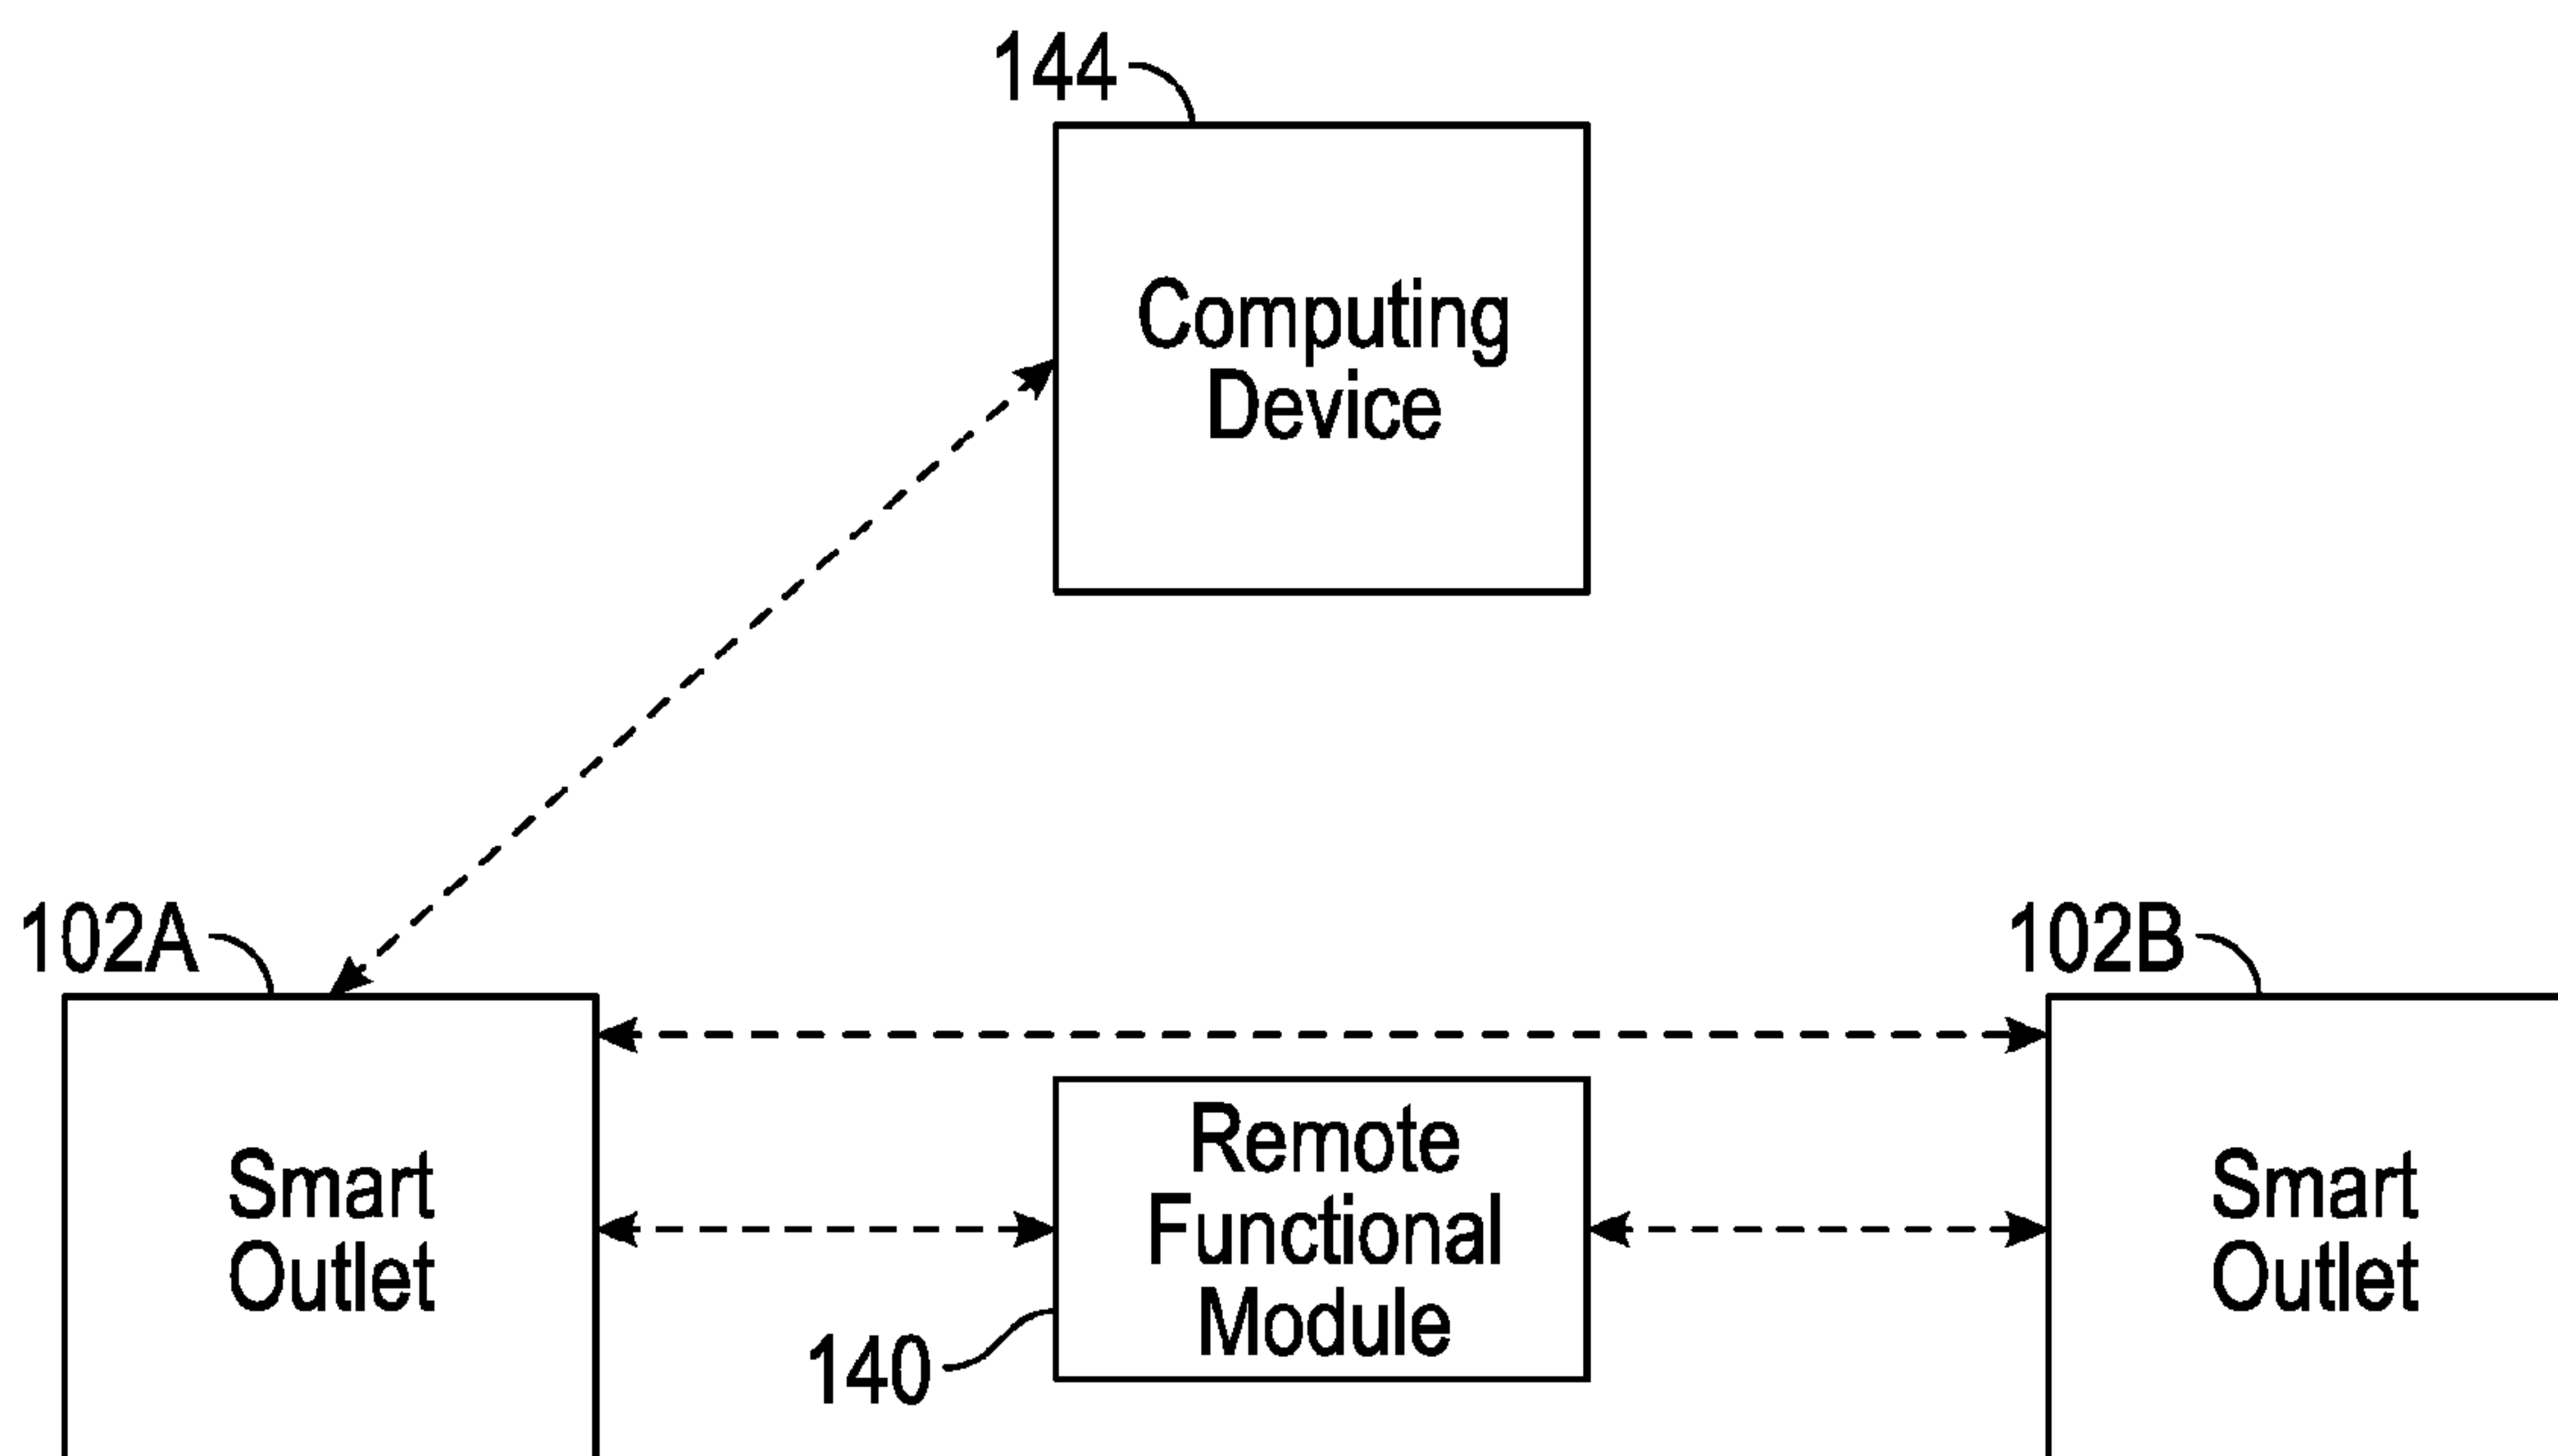 144
Computing
Device
102A
102B
Smart
Outlet
Remote
Functional
Module
140
Smart
Outlet